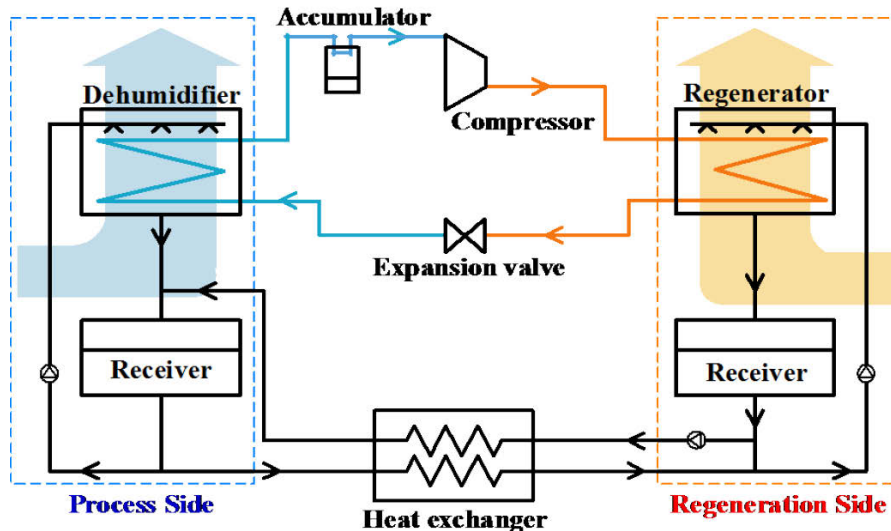 Accumulator
Dehumidifier
Regenerator
Compressor
Expansion valve
Receiver
Receiver
Process Side
Heat exchanger
Regeneration Side